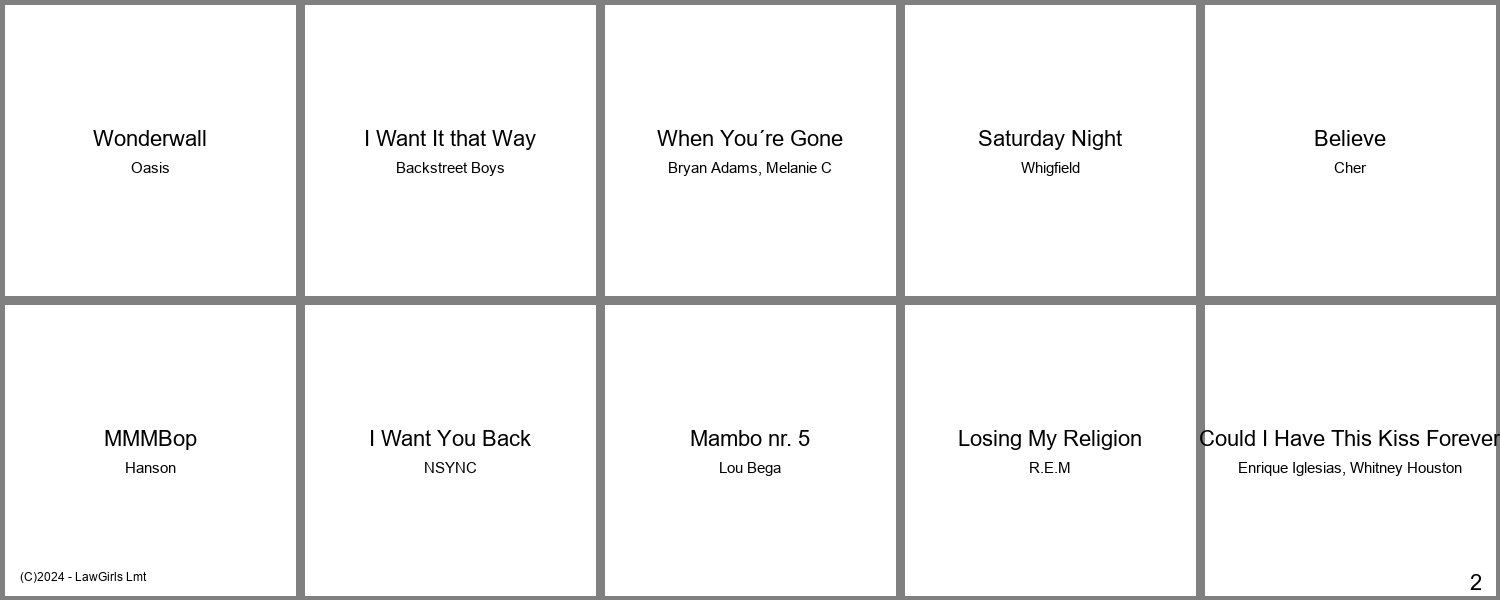 Wonderwall
Oasis
I Want It that Way
Backstreet Boys
When You´re Gone
Bryan Adams, Melanie C
Saturday Night
Whigfield
Believe
Cher
MMMBop
Hanson
I Want You Back
NSYNC
Mambo nr. 5
Lou Bega
Losing My Religion
R.E.M
Could I Have This Kiss Forever
Enrique Iglesias, Whitney Houston
(C)2024 - LawGirls Lmt
2